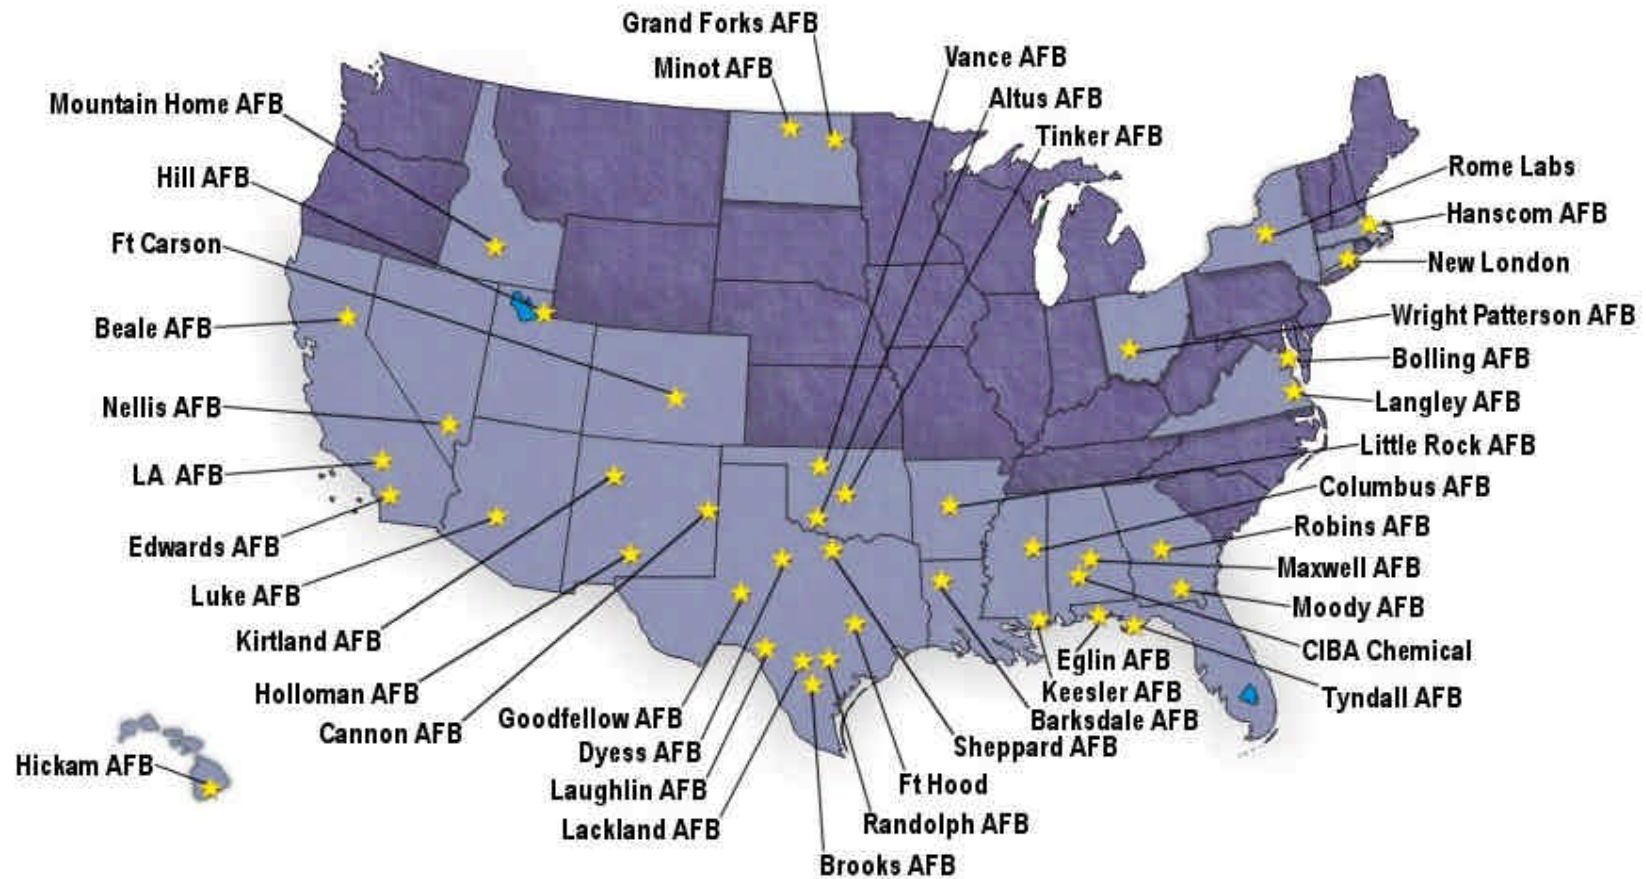 Grand Forks AFB
Minot AFB
Vance AFB
Altus AFB
Tinker AFB
Mountain Home AFB
Hill AFB
Ft Carson
Beale AFB
Nellis AFB
LA AFB
Edwards AFB
Luke AFB
Kirtland AFB
Holloman AFB
Cannon AFB
Hickam AFB
Goodfellow AFB
Dyess AFB
Laughlin AFB
Lackland AFB
Brooks AFB
Randolph AFB
Ft Hood
Sheppard AFB
Barksdale AFB
Keesler AFB
Eglin AFB
Rome Labs
Hanscom AFB
New London
Wright Patterson AFB
Bolling AFB
Langley AFB
Little Rock AFB
Columbus AFB
Robins AFB
Maxwell AFB
Moody AFB
CIBA Chemical
Tyndall AFB